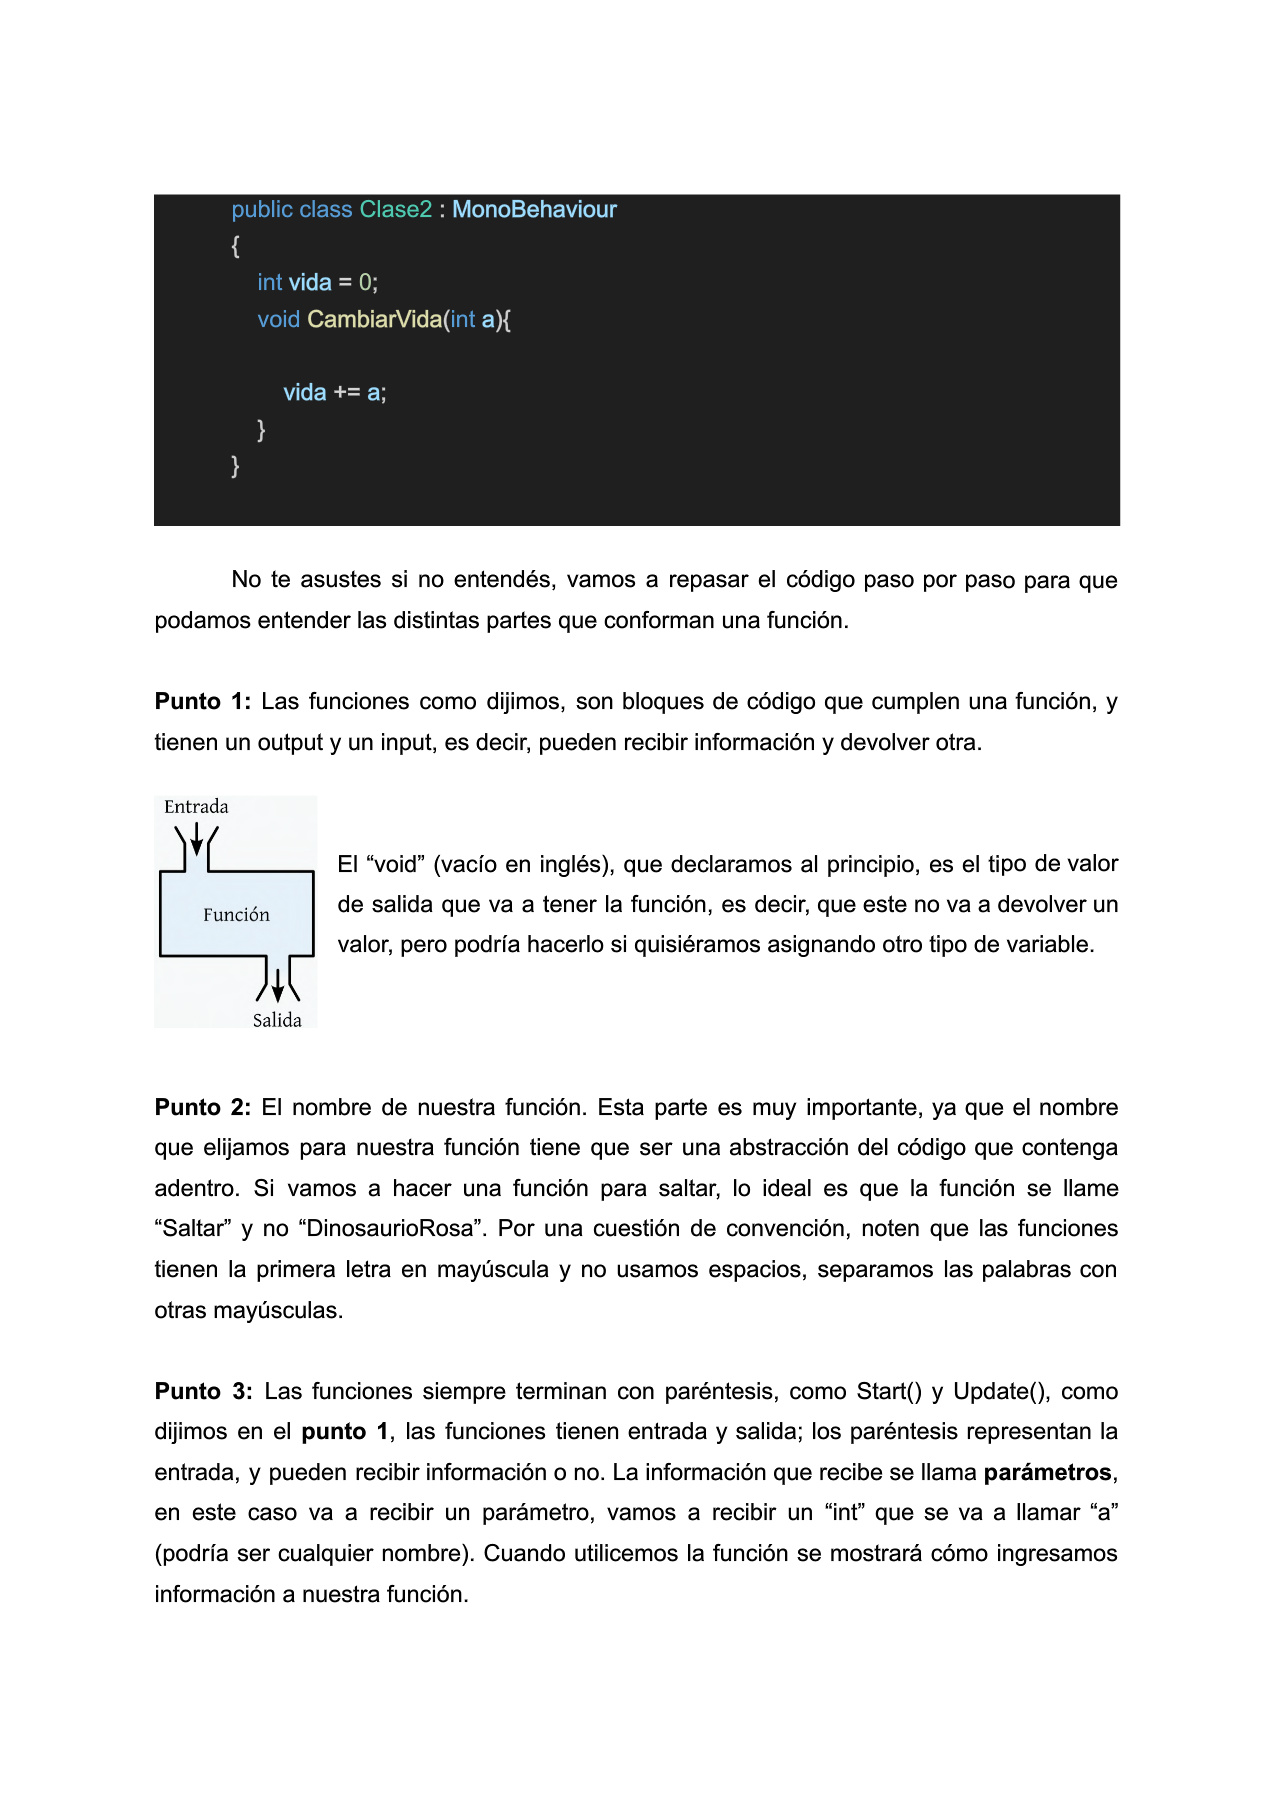 public class Clase2 : MonoBehaviour
{
int vida = 0;
void CambiarVida(int a){
vida += a;
}
}
No te asustes si no entendés, vamos a repasar el código paso por paso para que
podamos entender las distintas partes que conforman una función.
Punto 1: Las funciones como dijimos, son bloques de código que cumplen una función, y
tienen un output y un input, es decir, pueden recibir información y devolver otra.
Entrada
Función
Salida
El “void” (vacío en inglés), que declaramos al principio, es el tipo de valor
de salida que va a tener la función, es decir, que este no va a devolver un
valor, pero podría hacerlo si quisiéramos asignando otro tipo de variable.
Punto 2: El nombre de nuestra función. Esta parte es muy importante, ya que el nombre
que elijamos para nuestra función tiene que ser una abstracción del código que contenga
adentro. Si vamos a hacer una función para saltar, lo ideal es que la función se llame
“Saltar” y no “DinosaurioRosa”. Por una cuestión de convención, noten que las funciones
tienen la primera letra en mayúscula y no usamos espacios, separamos las palabras con
otras mayúsculas.
Punto 3: Las funciones siempre terminan con paréntesis, como Start() y Update(), como
dijimos en el punto 1, las funciones tienen entrada y salida; los paréntesis representan la
entrada, y pueden recibir información o no. La información que recibe se llama parámetros,
en este caso va a recibir un parámetro, vamos a recibir un “int” que se va a llamar “a”
(podría ser cualquier nombre). Cuando utilicemos la función se mostrará cómo ingresamos
información a nuestra función.